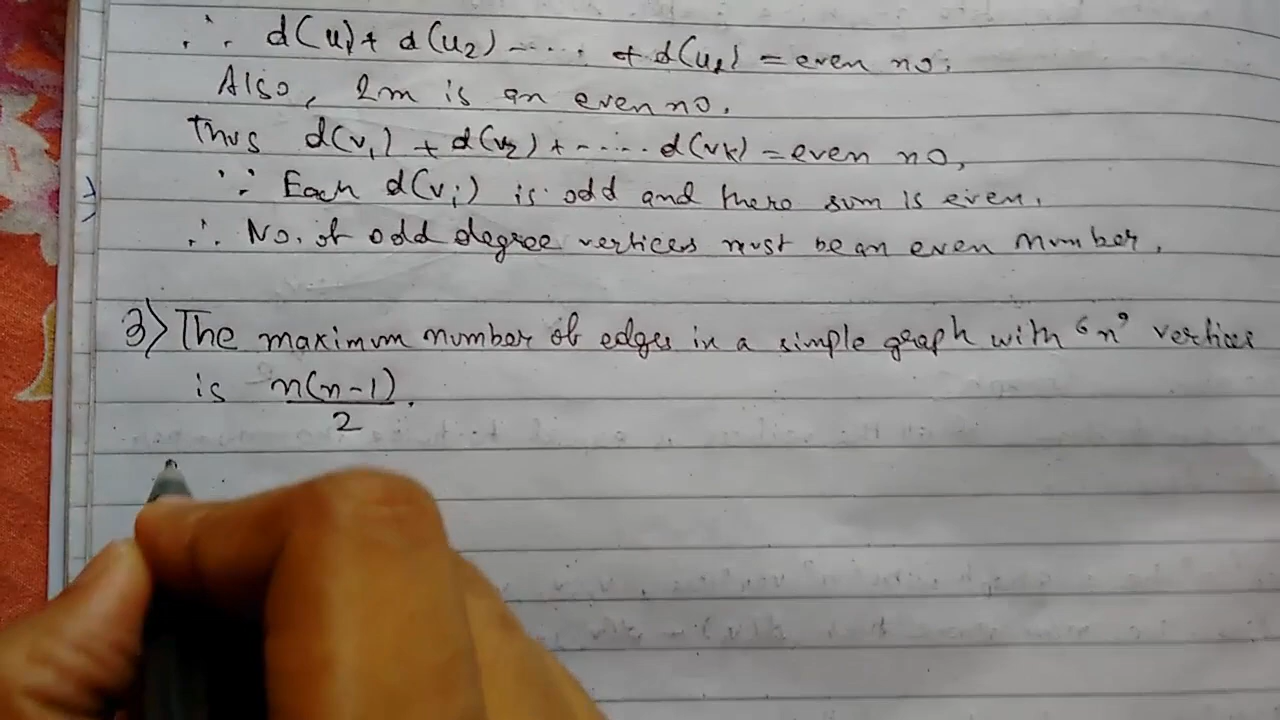 ∴ d(u₁) + d(u₂) ----. + d(u ) = even no.
Also, 2m is an even no.
Thus d(v₁) + d(v₂) + ----- d(vk) = even no,
∵ Each d(vi) is odd and there sum is even.
∴ No. of odd degree vertices must be an even number.
3> The maximum number of edges in a simple graph with 'n' vertices
is n(n-1)/2.